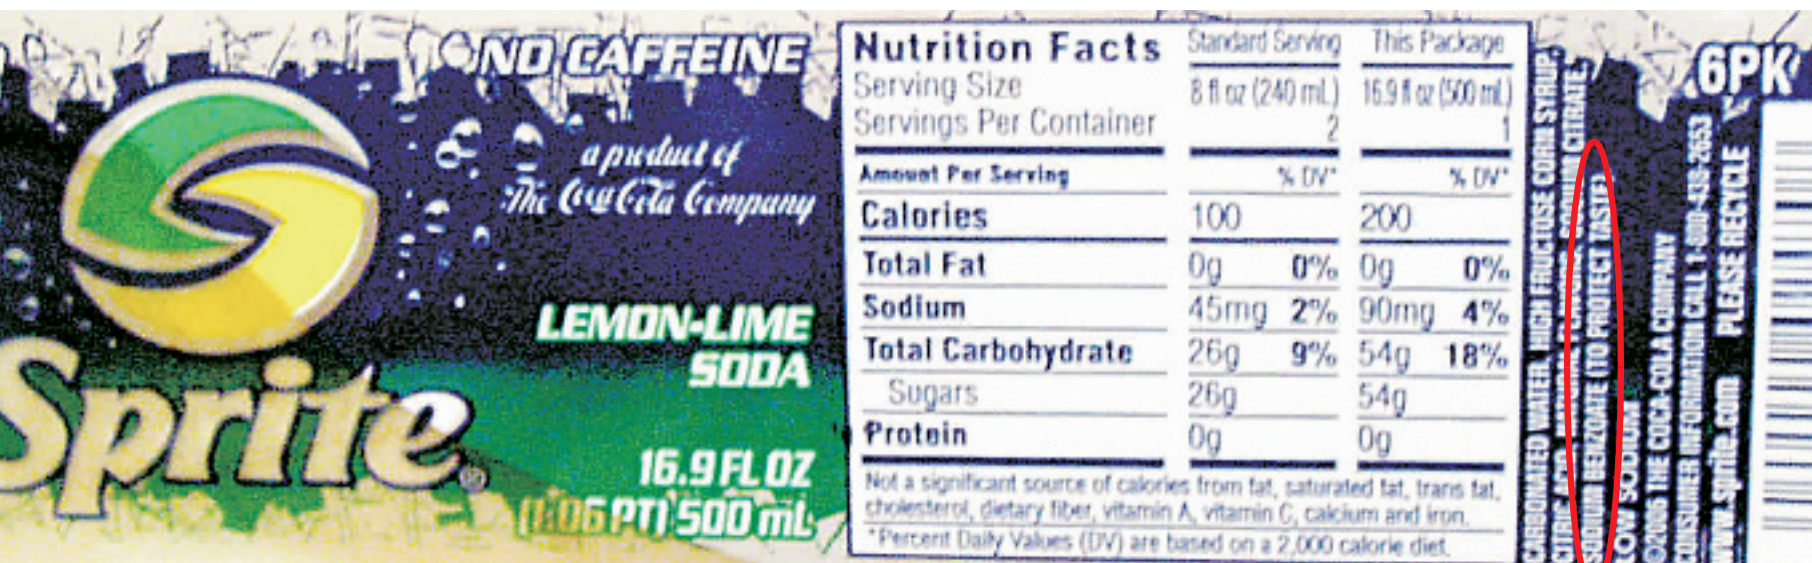 NO CAFFEINE
a product of
The Coca-Cola Company
LEMON-LIME
SODA
Sprite®
16.9 FL OZ
(1.06 PT) 500 mL
Nutrition Facts Standard Serving This Package
Serving Size 8 fl oz (240 mL) 16.9 fl oz (500 mL)
Servings Per Container 2 1
Amount Per Serving % DV* % DV*
Calories 100 200
Total Fat 0g 0% 0g 0%
Sodium 45mg 2% 90mg 4%
Total Carbohydrate 26g 9% 54g 18%
Sugars 26g 54g
Protein 0g 0g
Not a significant source of calories from fat, saturated fat, trans fat,
cholesterol, dietary fiber, vitamin A, vitamin C, calcium and iron.
*Percent Daily Values (DV) are based on a 2,000 calorie diet.
CARBONATED WATER, HIGH FRUCTOSE CORN SYRUP,
CITRIC SODIUM CITRATE,
SODIUM BENZOATE (TO PROTECT TASTE)
LOW SODIUM
©2006 THE COCA-COLA COMPANY
CONSUMER INFORMATION CALL 1-800-438-2653
www.sprite.com PLEASE RECYCLE
6PK